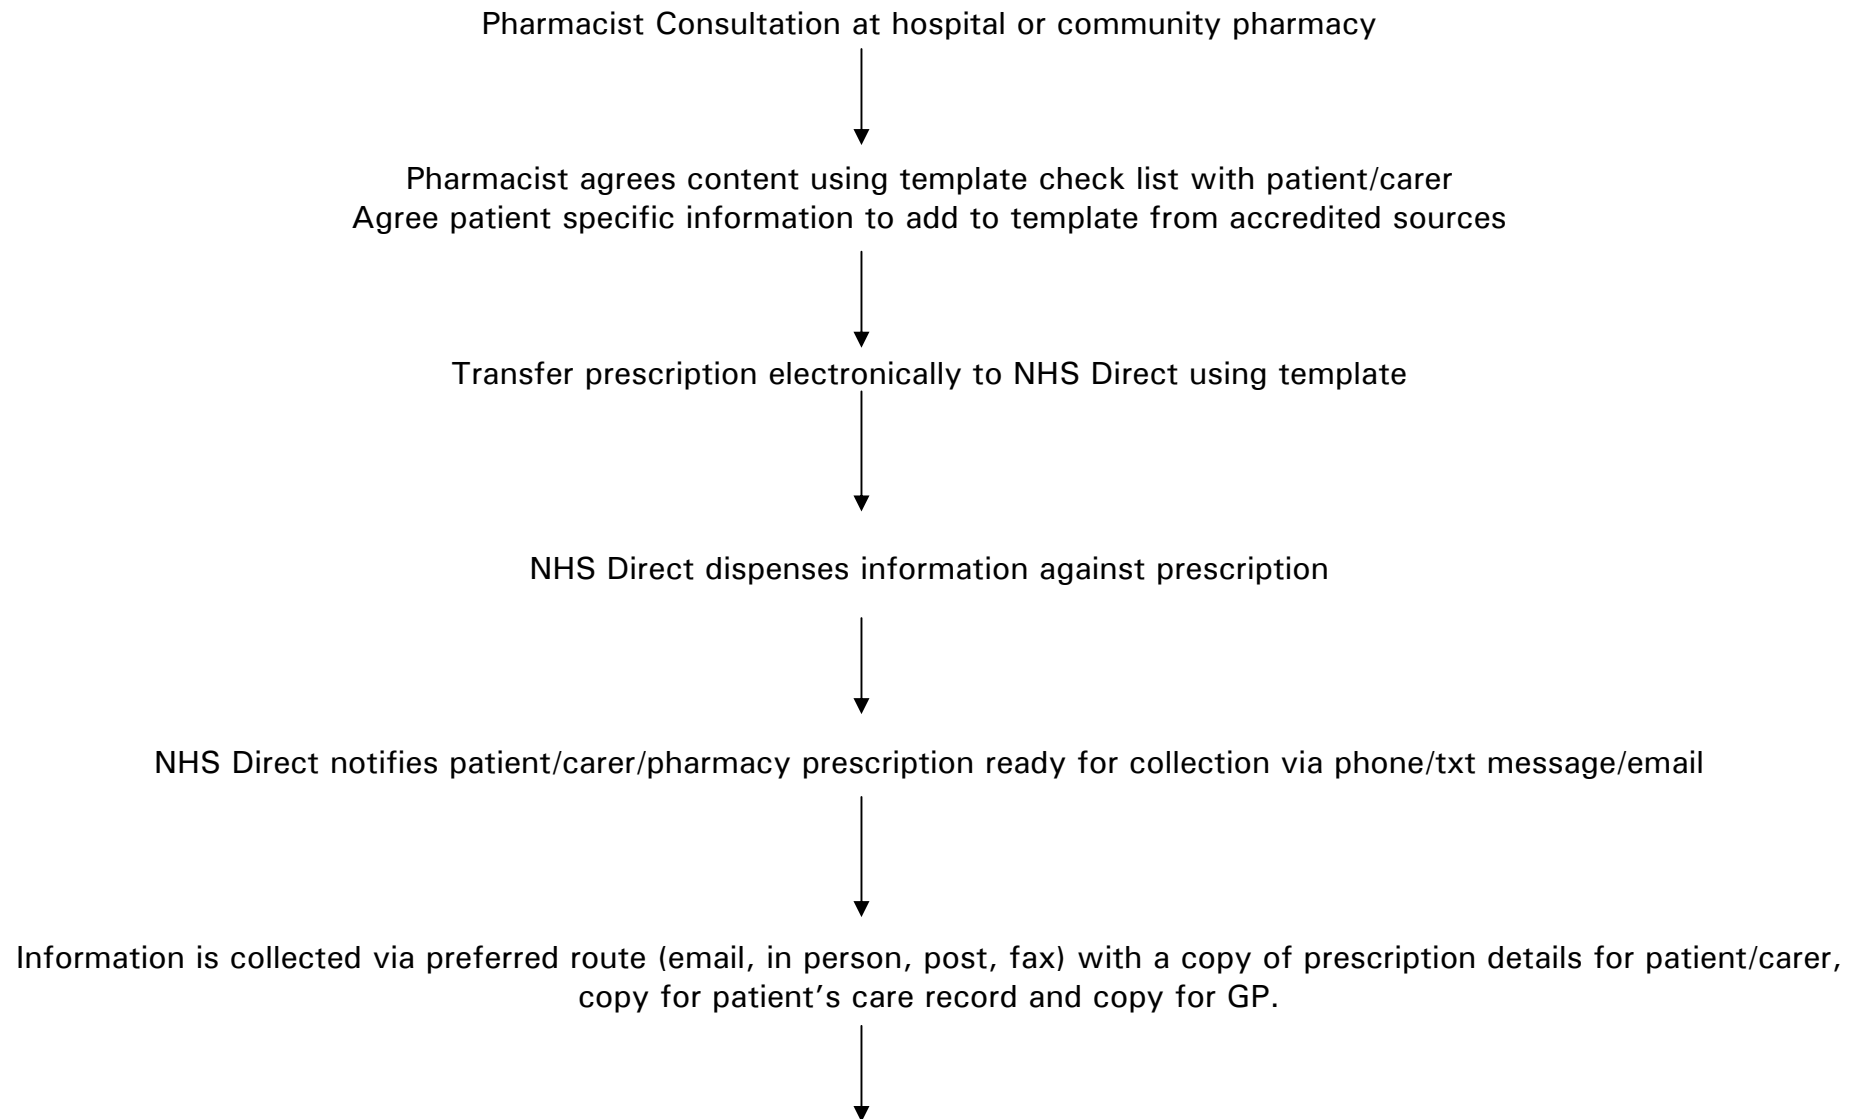 Pharmacist Consultation at hospital or community pharmacy
Pharmacist agrees content using template check list with patient/carer
Agree patient specific information to add to template from accredited sources
Transfer prescription electronically to NHS Direct using template
NHS Direct dispenses information against prescription
NHS Direct notifies patient/carer/pharmacy prescription ready for collection via phone/txt message/email
Information is collected via preferred route (email, in person, post, fax) with a copy of prescription details for patient/carer,
copy for patient’s care record and copy for GP.